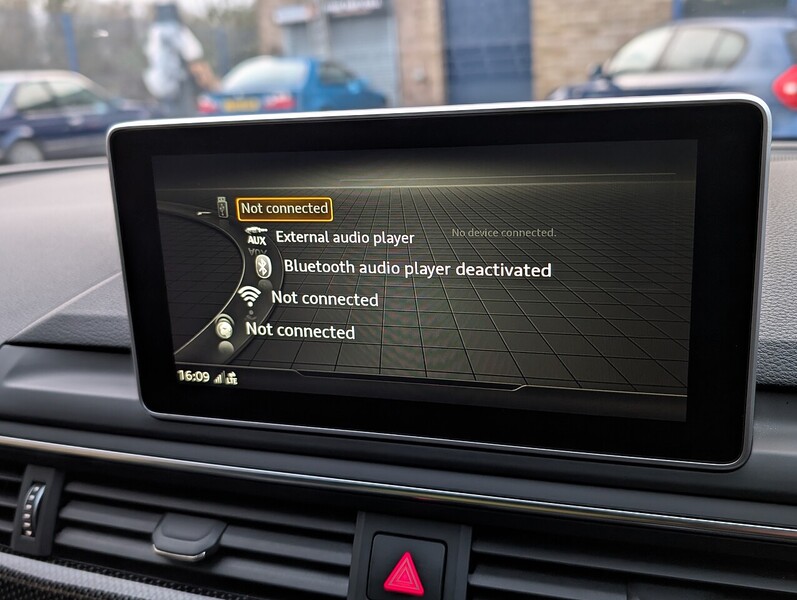 Not connected
AUX External audio player
No device connected.
Bluetooth audio player deactivated
Not connected
Not connected
16:09 LTE